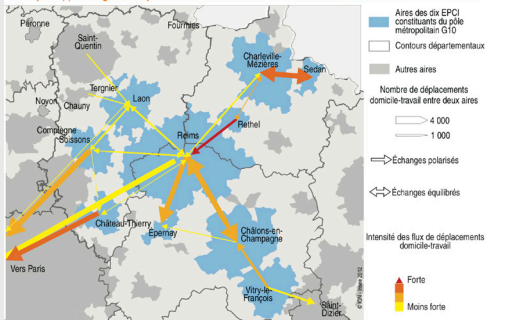 Péronne
Fourmies
Saint-
Quentin
Charleville-
Mézières
Sedan
Tergnier
Noyon
Chauny
Laon
Rethel
Compiègne
Soissons
Reims
Château-Thierry
Épernay
Châlons-en-
Champagne
Vers Paris
Vitry-le-
François
Saint-
Dizier
Aires des dix EPCI
constituants du pôle
métropolitain G10
Contours départementaux
Autres aires
Nombre de déplacements
domicile-travail entre deux aires
4 000
1 000
Échanges polarisés
Échanges équilibrés
Intensité des flux de déplacements
domicile-travail
Forte
Moins forte